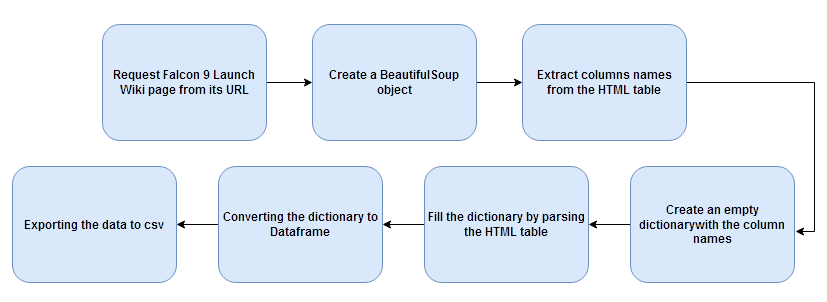 Request Falcon 9 Launch
Wiki page from its URL
Create a BeautifulSoup
object
Extract columns names
from the HTML table
Exporting the data to csv
Converting the dictionary to
Dataframe
Fill the dictionary by parsing
the HTML table
Create an empty
dictionarywith the column
names